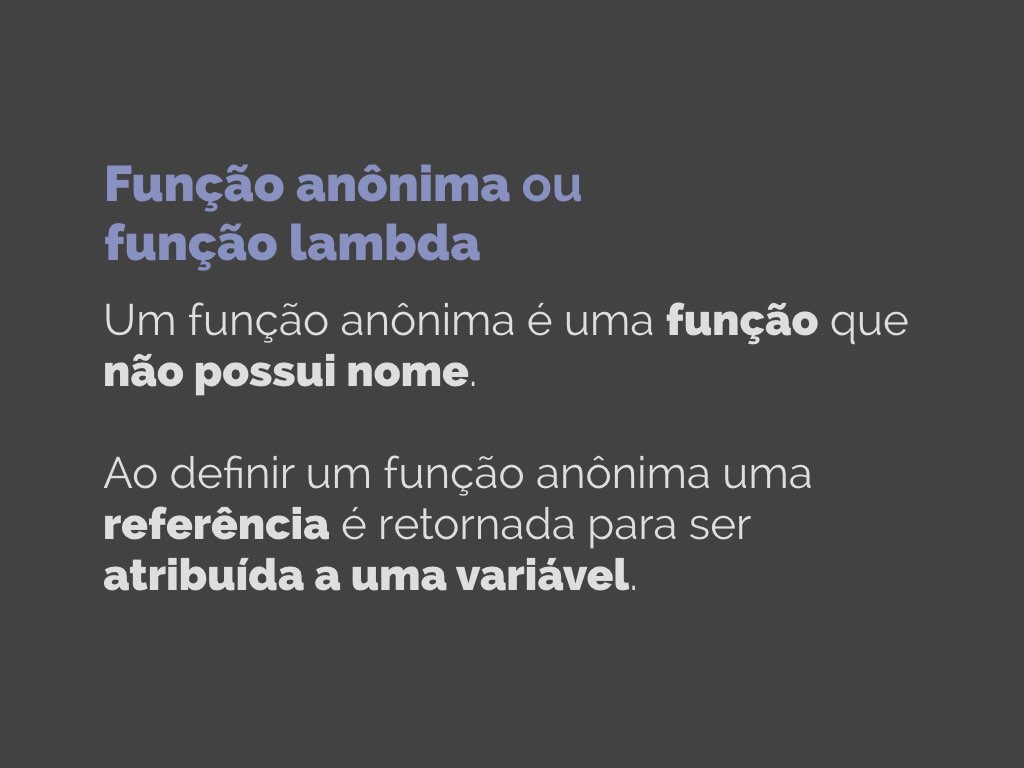 Função anônima ou
função lambda
Um função anônima é uma função que
não possui nome.
Ao definir um função anônima uma
referência é retornada para ser
atribuída a uma variável.